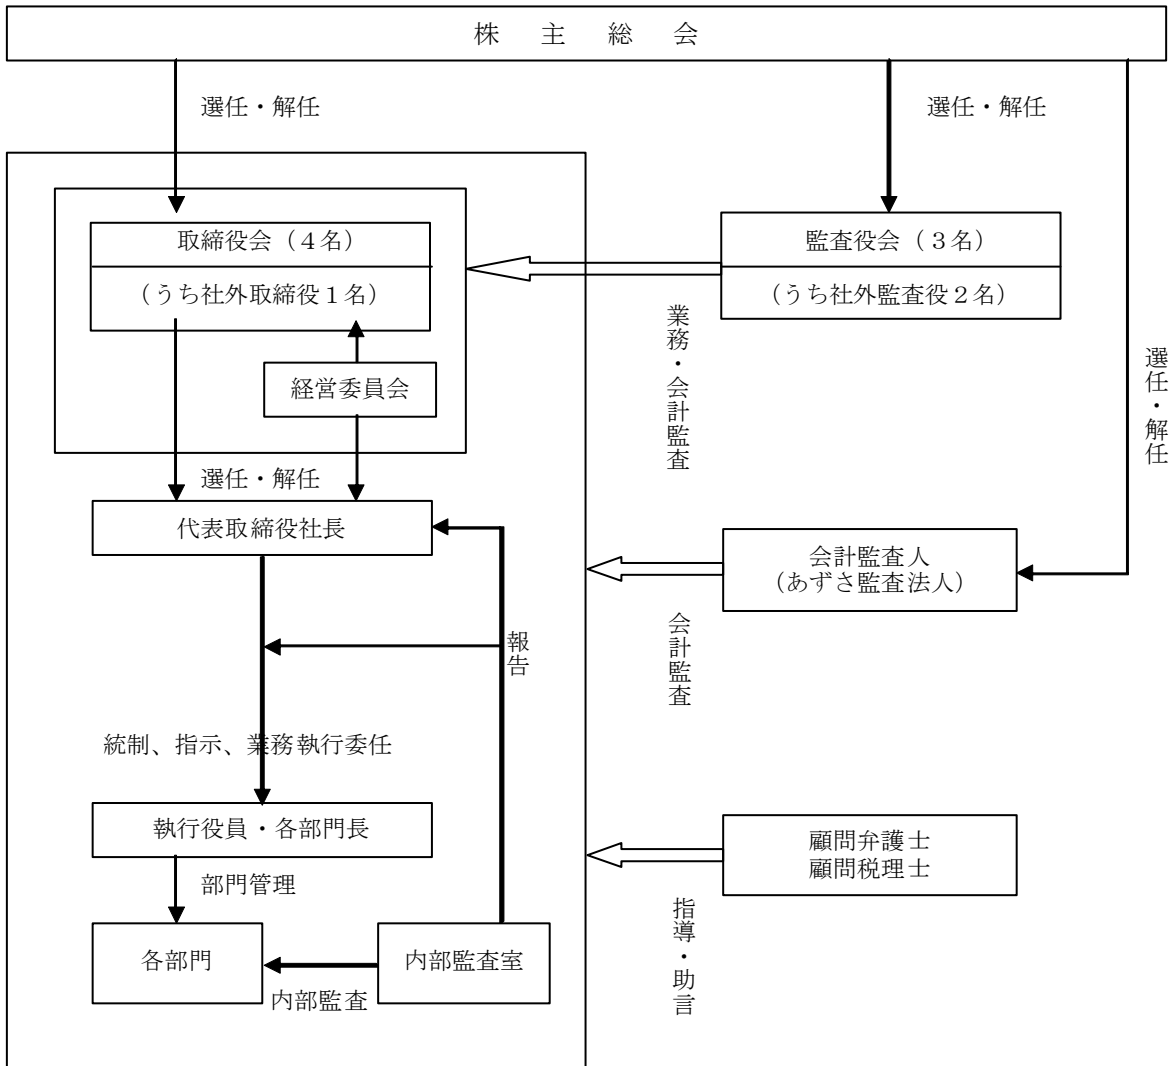 株主総会
選任・解任
選任・解任
取締役会（４名）
（うち社外取締役１名）
監査役会（３名）
（うち社外監査役２名）
業務・会計監査
選任・解任
経営委員会
選任・解任
代表取締役社長
会計監査人
（あずさ監査法人）
報告
会計監査
統制、指示、業務執行委任
執行役員・各部門長
顧問弁護士
顧問税理士
部門管理
指導・助言
各部門
内部監査室
内部監査